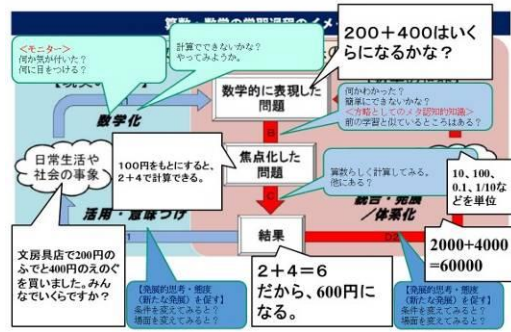 算数・数学の学習過程のイメ
200＋400はいく
らになるかな？
＜モニター＞
何か気が付いた？
何に目をつける？
計算でできないかな？
やってみようか。
数学的に表現した
問題
何かわかった？
簡単にできないかな？
＜方略としてのメタ認知的知識＞
前の学習と似ているところはある？
数学化
B
日常生活や
社会の事象
100円をもとにすると、
2＋4で計算できる。
焦点化した
問題
算数らしく計算してみる。
他にある？
10、100、
0.1、1/10な
どを単位
C
活用・意味づけ
統合・発展
/体系化
結果
D2
文房具店で200円の
ふでと400円のえのぐ
を買いました。みん
なでいくらですか？
2000+4000
=60000
【発展的思考・態度
（新たな発展）を促す】
条件を変えてみると？
場面を変えてみると？
2＋4＝6
だから、600円に
なる。
【発展的思考・態度
（新たな発展）を促す】
条件を変えてみると？
場面を変えてみると？